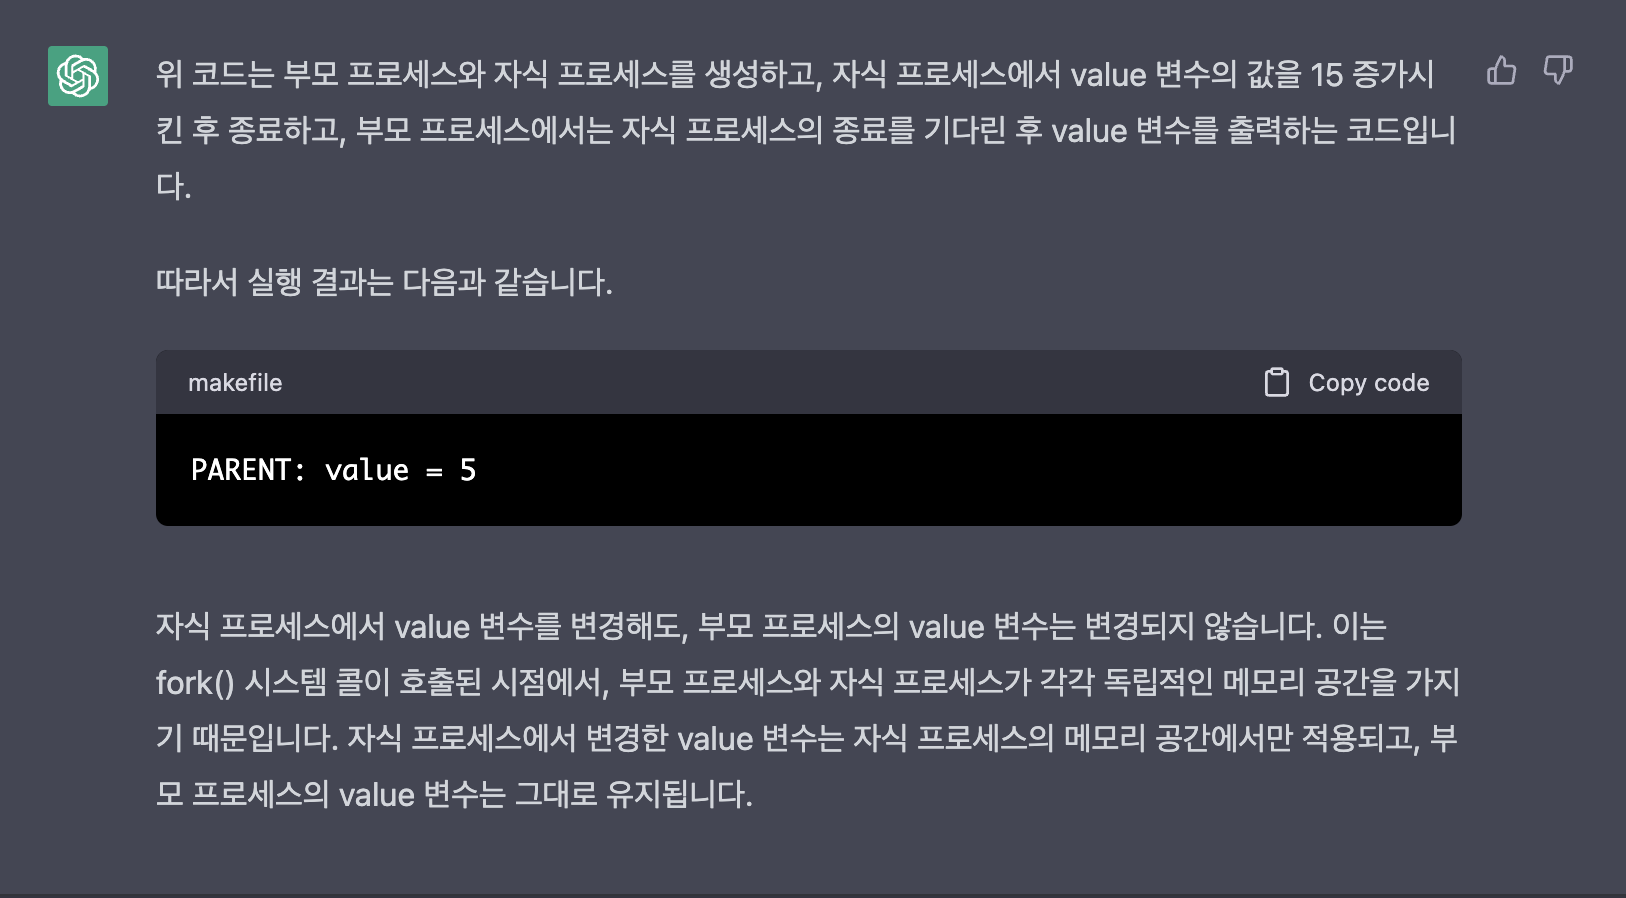 위 코드는 부모 프로세스와 자식 프로세스를 생성하고, 자식 프로세스에서 value 변수의 값을 15 증가시
킨 후 종료하고, 부모 프로세스에서는 자식 프로세스의 종료를 기다린 후 value 변수를 출력하는 코드입니
다.
따라서 실행 결과는 다음과 같습니다.
makefile
Copy code
PARENT: value = 5
자식 프로세스에서 value 변수를 변경해도, 부모 프로세스의 value 변수는 변경되지 않습니다. 이는
fork() 시스템 콜이 호출된 시점에서, 부모 프로세스와 자식 프로세스가 각각 독립적인 메모리 공간을 가지
기 때문입니다. 자식 프로세스에서 변경한 value 변수는 자식 프로세스의 메모리 공간에서만 적용되고, 부
모 프로세스의 value 변수는 그대로 유지됩니다.